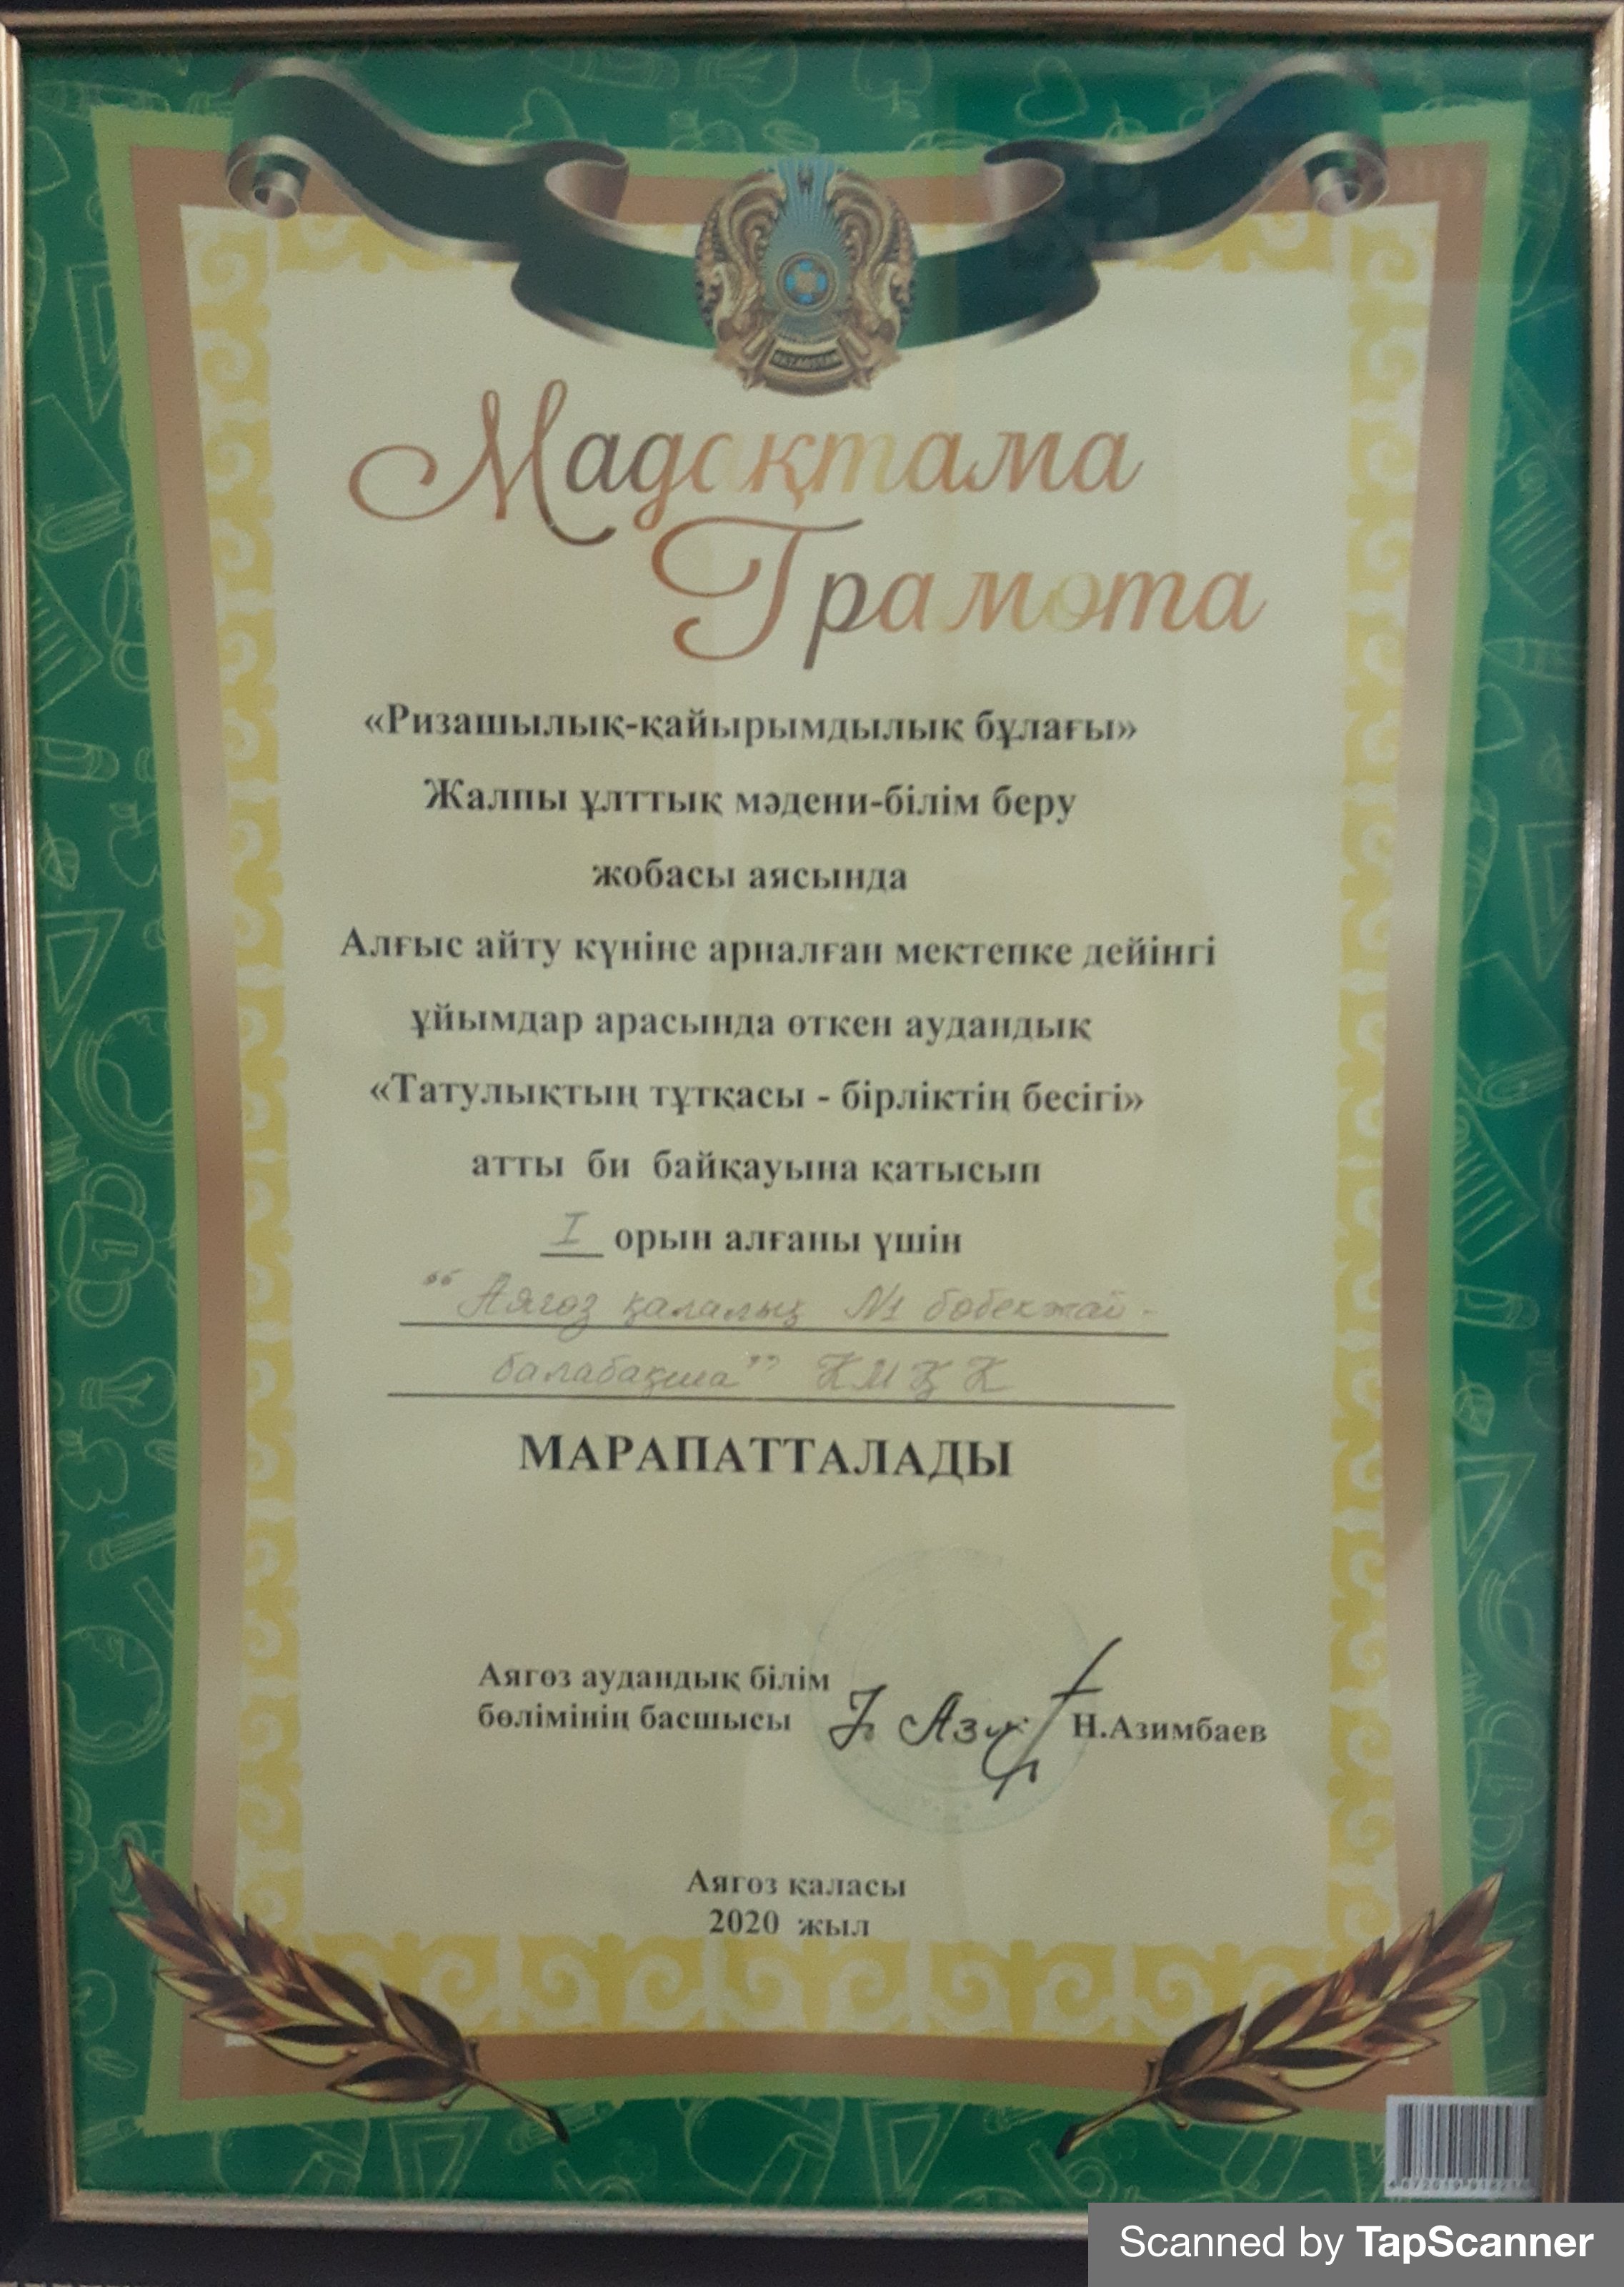 ҚАЗАҚСТАН
Мадақтама
Грамота
«Ризашылық-қайырымдылық бұлағы»
Жалпы ұлттық мәдени-білім беру
жобасы аясында
Алғыс айту күніне арналған мектепке дейінгі
ұйымдар арасында өткен аудандық
«Татулықтың тұтқасы - бірліктің бесігі»
атты би байқауына қатысып
I орын алғаны үшін
"Аягөз қалалық №1 бөбекжай-
балабақша" КМҚК
МАРАПАТТАЛАДЫ
Аягөз аудандық білім
бөлімінің басшысы Н.Азимбаев
Аягөз қаласы
2020 жыл
Scanned by TapScanner